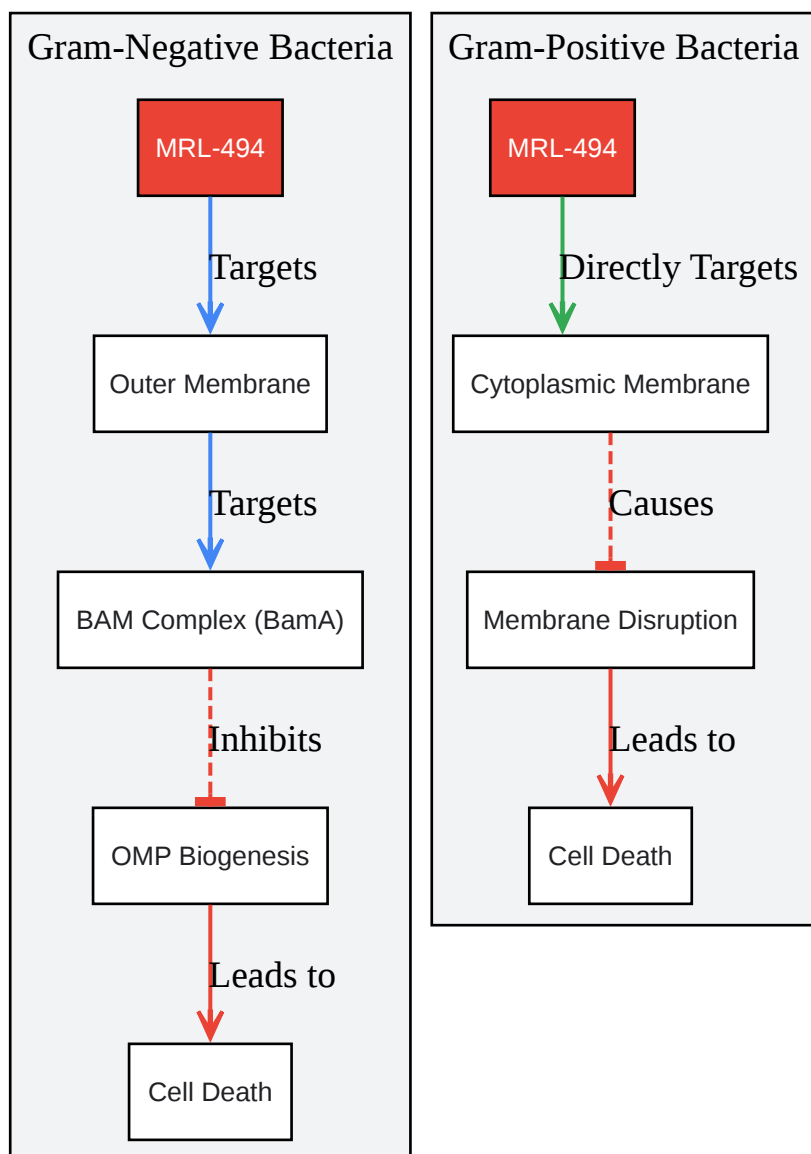 Gram-Negative Bacteria
MRL-494
Targets
Outer Membrane
Targets
BAM Complex (BamA)
Inhibits
OMP Biogenesis
Leads to
Cell Death
Gram-Positive Bacteria
MRL-494
Directly Targets
Cytoplasmic Membrane
Causes
Membrane Disruption
Leads to
Cell Death